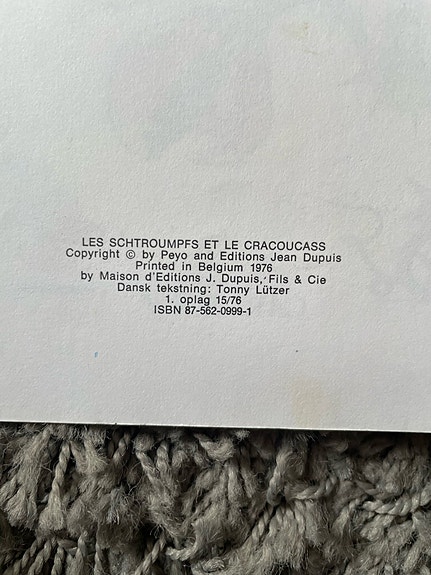 LES SCHTROUMPFS ET LE CRACOUCASS
Copyright © by Peyo and Editions Jean Dupuis
Printed in Belgium 1976
by Maison d'Editions J. Dupuis, Fils & Cie
Dansk tekstning: Tonny Lützer
1. oplag 15/76
ISBN 87-562-0999-1